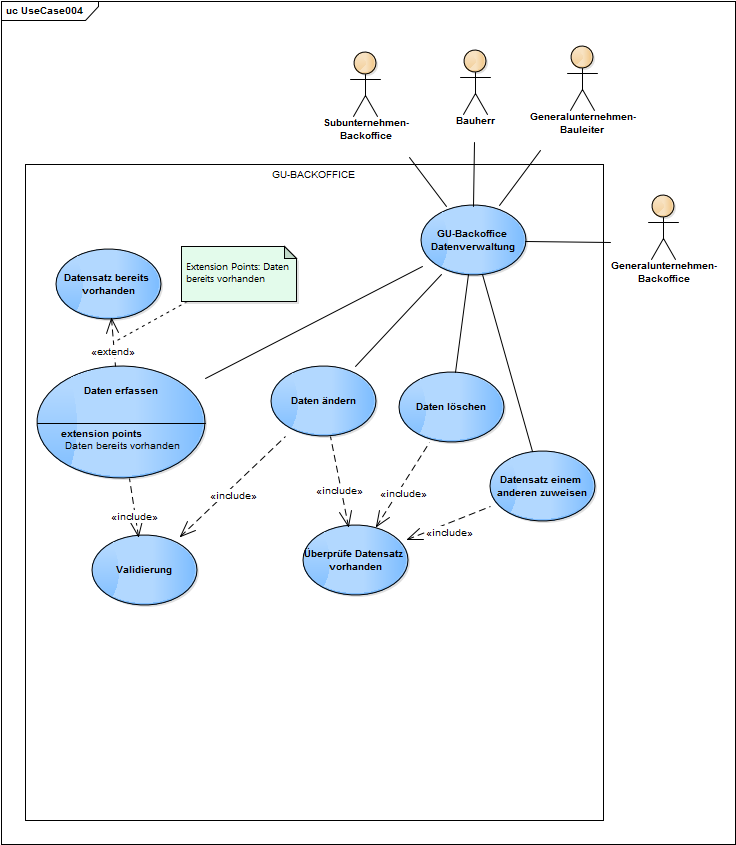 uc UseCase004
Subunternehmen-
Backoffice
Bauherr
Generalunternehmen-
Bauleiter
GU-BACKOFFICE
GU-Backoffice
Datenverwaltung
Generalunternehmen-
Backoffice
Datensatz bereits
vorhanden
Extension Points: Daten
bereits vorhanden
«extend»
Daten erfassen
extension points
Daten bereits vorhanden
Daten ändern
Daten löschen
Datensatz einem
anderen zuweisen
«include»
«include»
«include»
«include»
«include»
Validierung
Überprüfe Datensatz
vorhanden